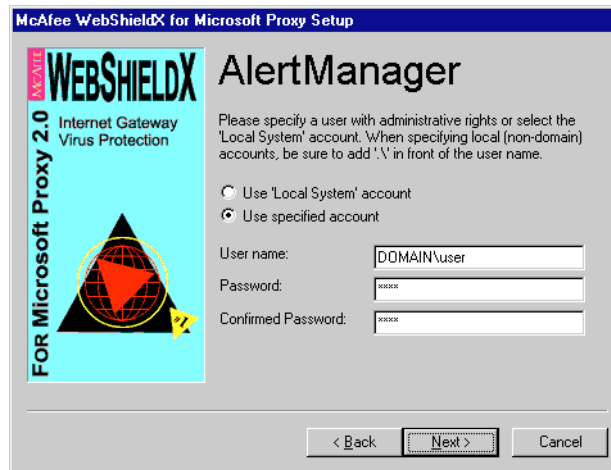 McAfee WebShieldX for Microsoft Proxy Setup
McAfee
WEBSHIELDX
Internet Gateway
Virus Protection
FOR Microsoft Proxy 2.0
#1
AlertManager
Please specify a user with administrative rights or select the
'Local System' account. When specifying local (non-domain)
accounts, be sure to add '.\' in front of the user name.
Use 'Local System' account
Use specified account
User name:
DOMAIN\user
Password:
××××
Confirmed Password:
××××
< Back
Next >
Cancel